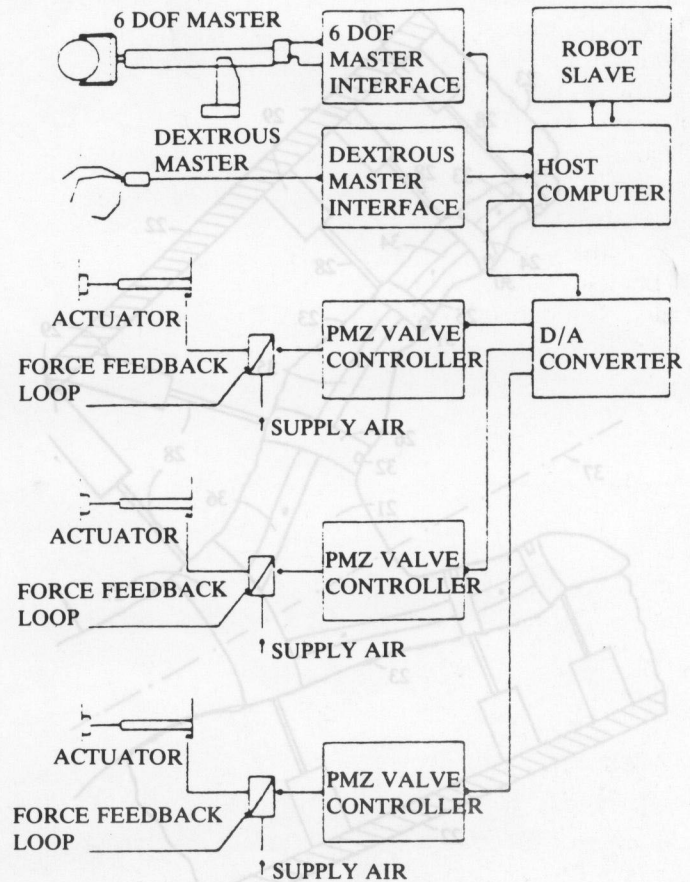 6 DOF MASTER
6 DOF
MASTER
INTERFACE
ROBOT
SLAVE
DEXTROUS
MASTER
DEXTROUS
MASTER
INTERFACE
HOST
COMPUTER
ACTUATOR
PMZ VALVE
CONTROLLER
D/A
CONVERTER
FORCE FEEDBACK
LOOP
SUPPLY AIR
ACTUATOR
PMZ VALVE
CONTROLLER
FORCE FEEDBACK
LOOP
SUPPLY AIR
ACTUATOR
PMZ VALVE
CONTROLLER
FORCE FEEDBACK
LOOP
SUPPLY AIR